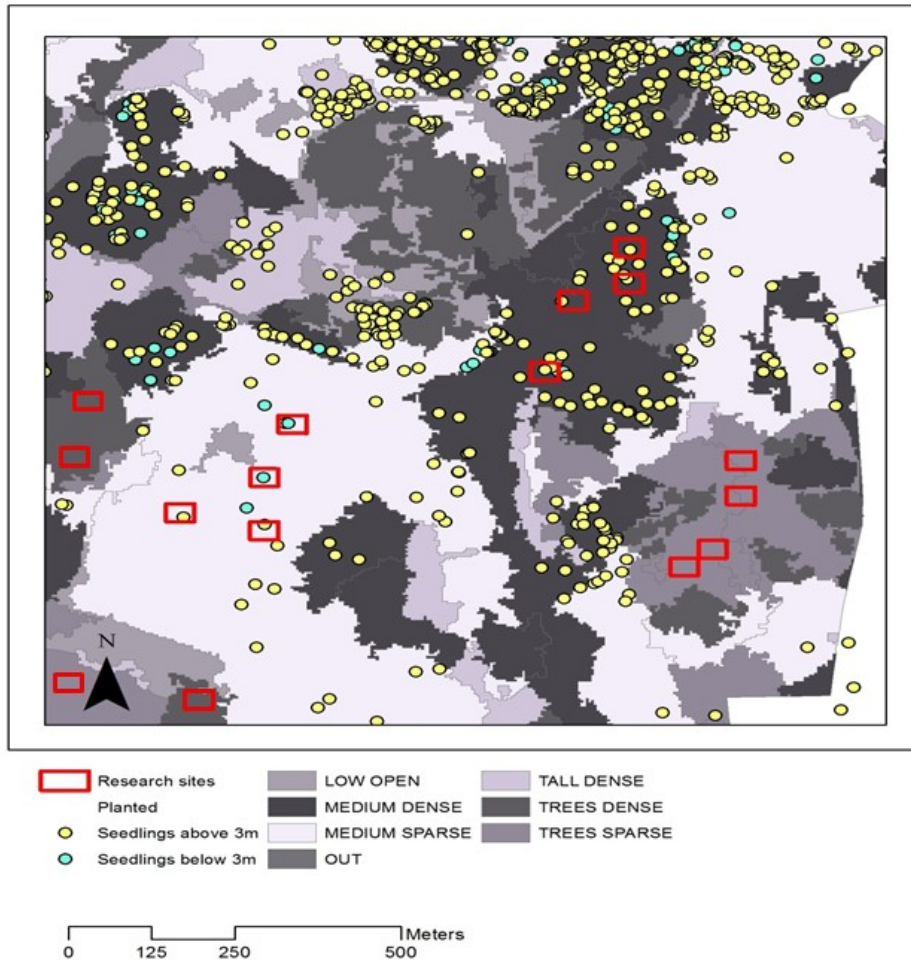 N
Research sites
Planted
Seedlings above 3m
Seedlings below 3m
LOW OPEN
MEDIUM DENSE
MEDIUM SPARSE
OUT
TALL DENSE
TREES DENSE
TREES SPARSE
Meters
0 125 250 500